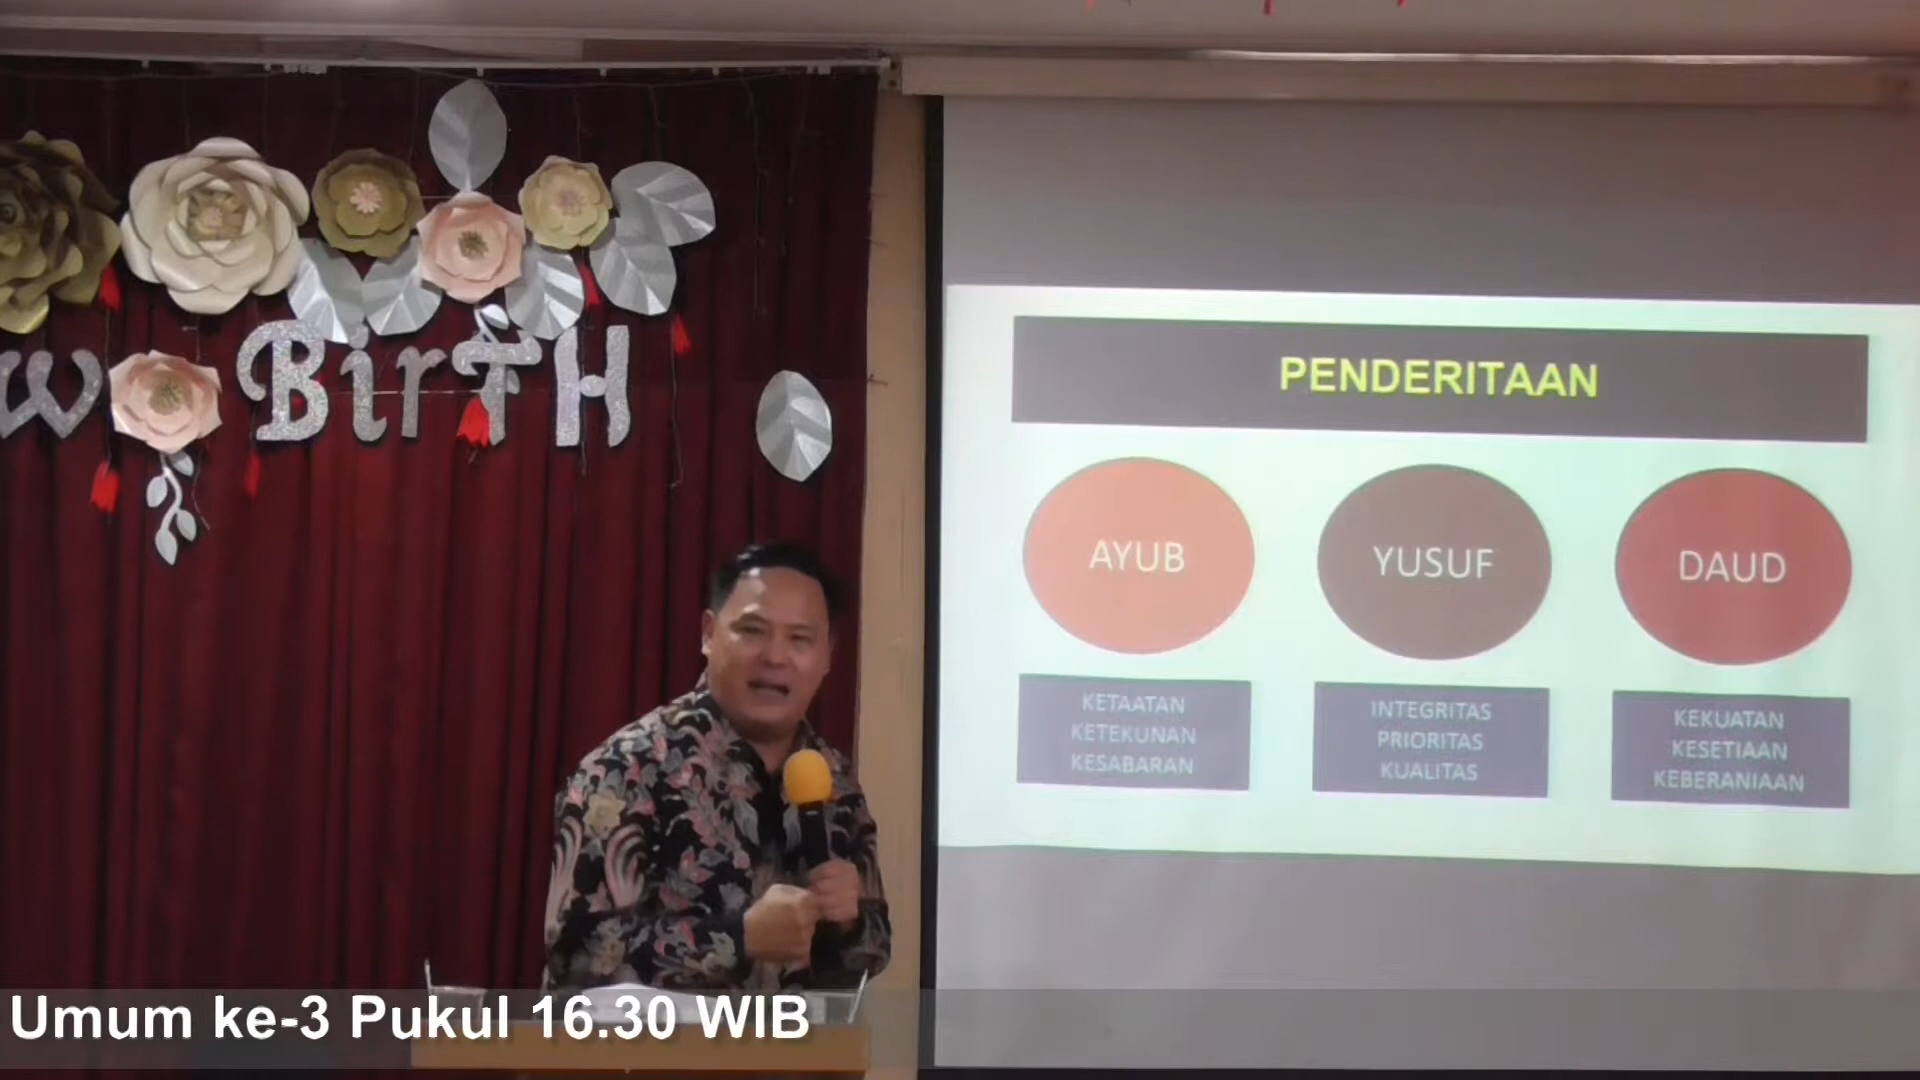 w BirTH
PENDERITAAN
AYUB
YUSUF
DAUD
KETAATAN
KETEKUNAN
KESABARAN
INTEGRITAS
PRIORITAS
KUALITAS
KEKUATAN
KESETIAAN
KEBERANIAAN
Umum ke-3 Pukul 16.30 WIB